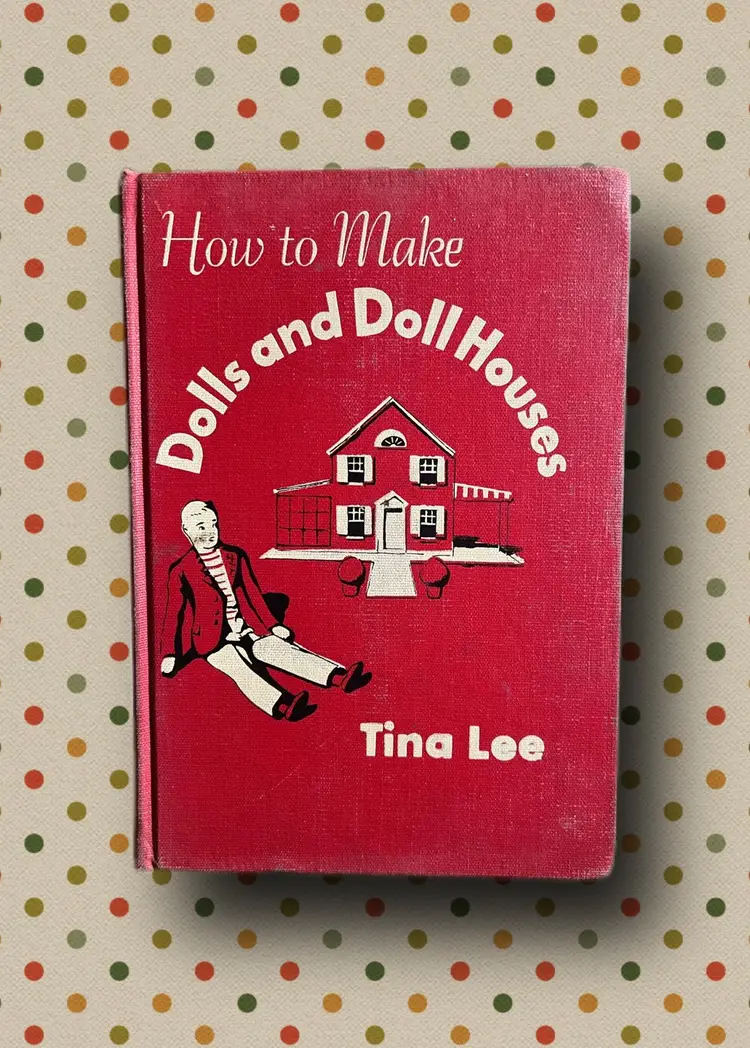 How to Make
Dolls and Doll Houses
Tina Lee